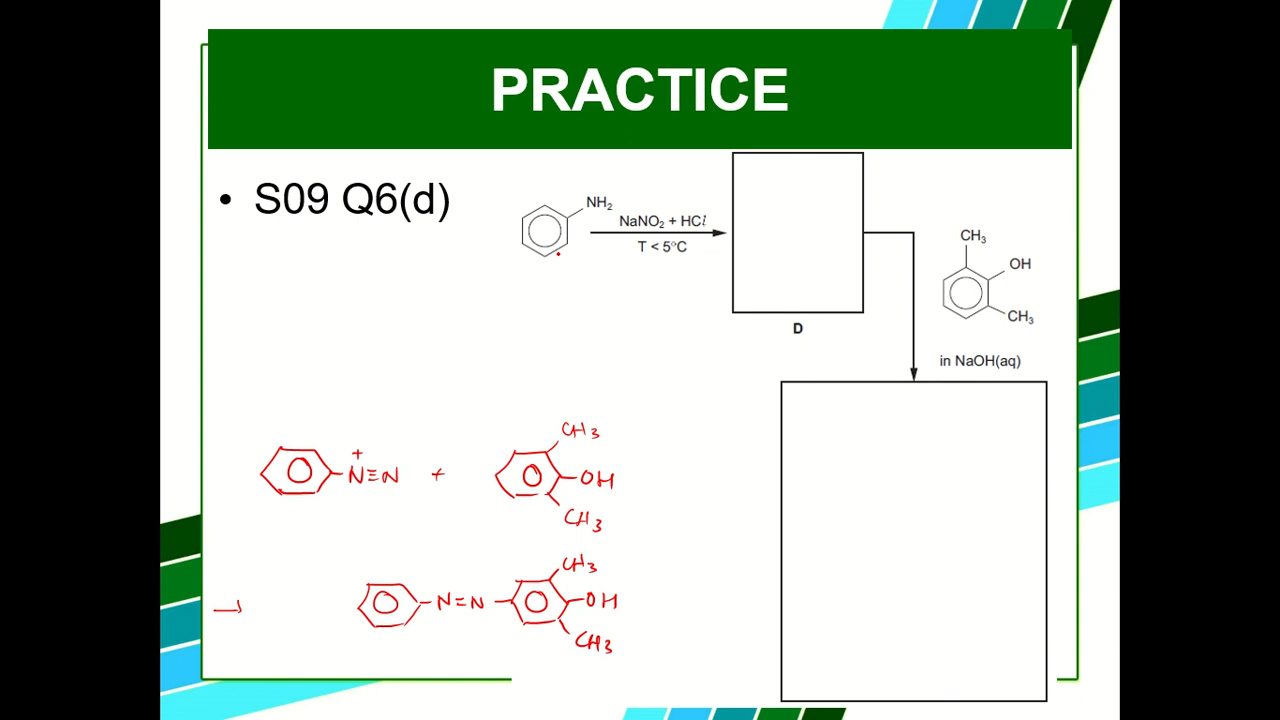 PRACTICE
• S09 Q6(d)
NH₂
NaNO₂ + HCl
T < 5°C
D
CH₃
OH
CH₃
in NaOH(aq)
CH₃
+
N≡N + OH
CH₃
CH₃
→ N=N OH
CH₃